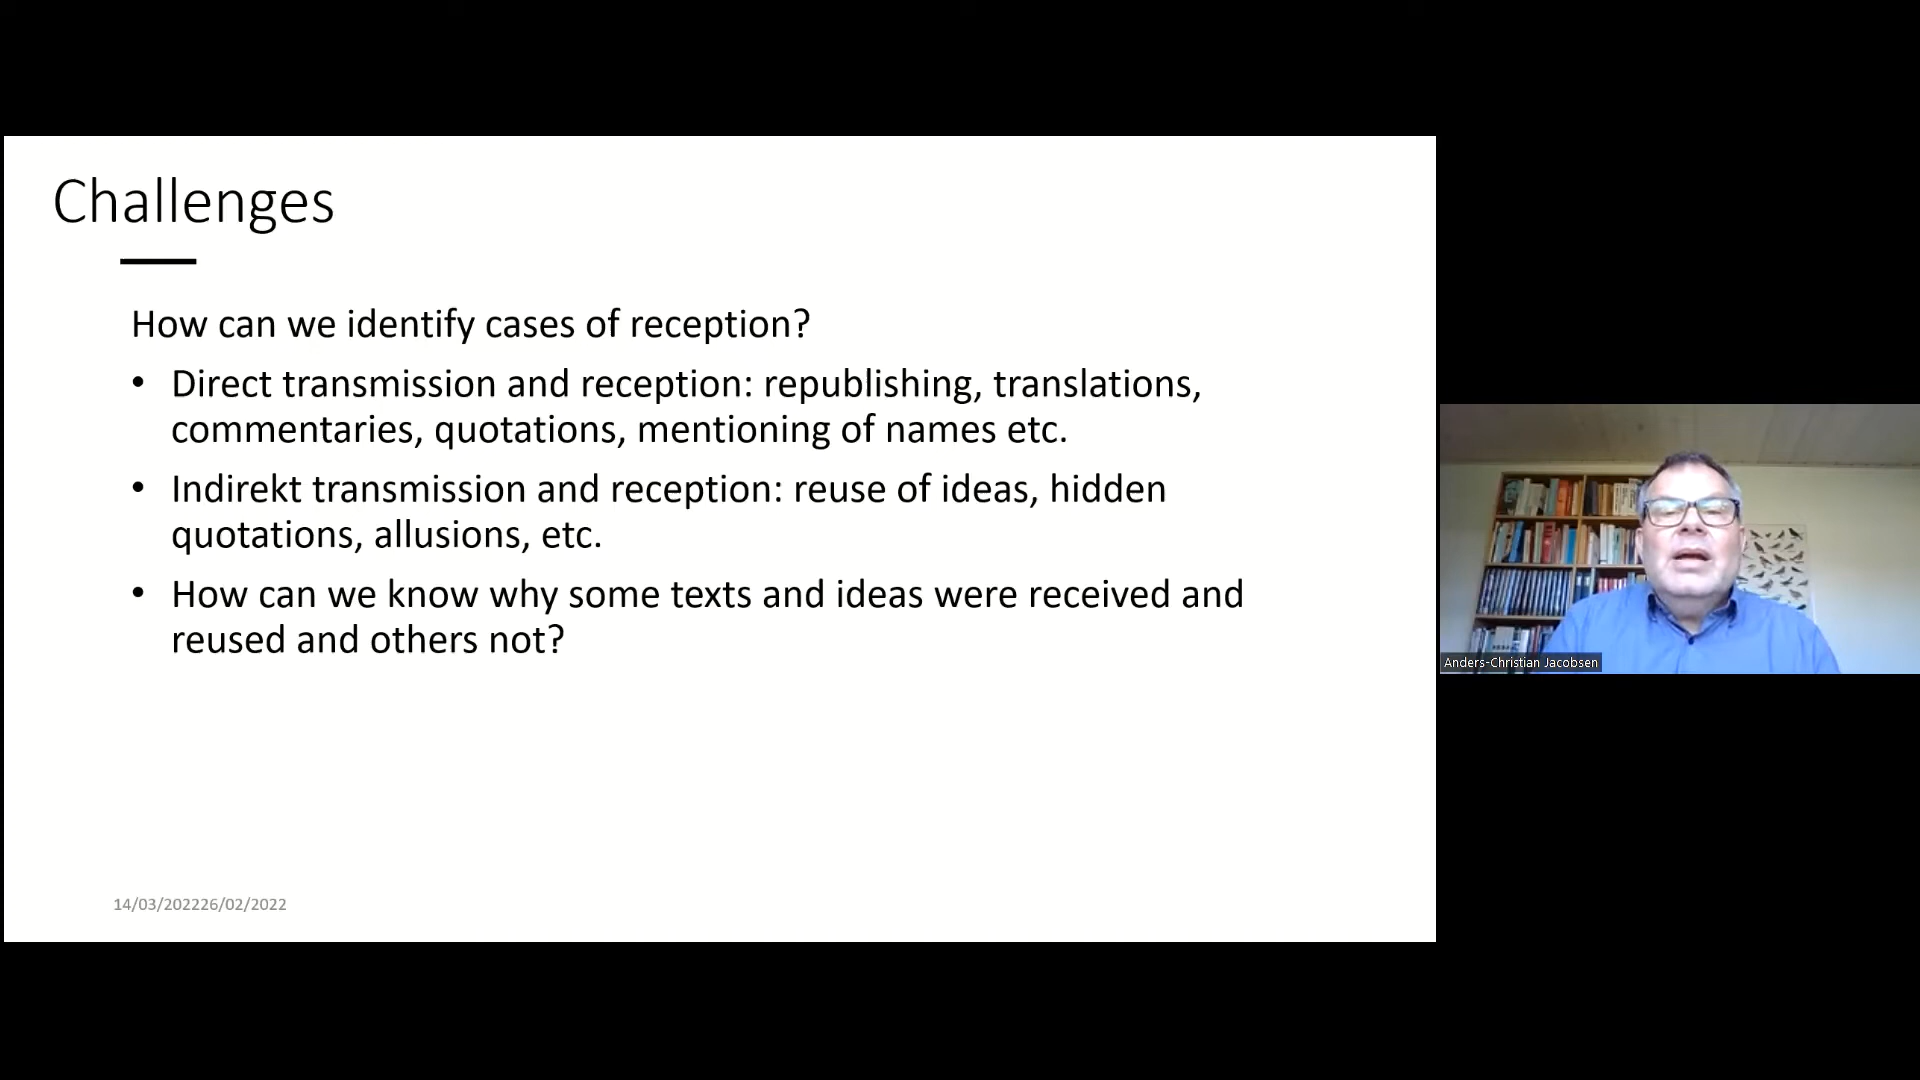 Challenges
How can we identify cases of reception?
• Direct transmission and reception: republishing, translations,
commentaries, quotations, mentioning of names etc.
• Indirekt transmission and reception: reuse of ideas, hidden
quotations, allusions, etc.
• How can we know why some texts and ideas were received and
reused and others not?
14/03/202226/02/2022
Anders-Christian Jacobsen